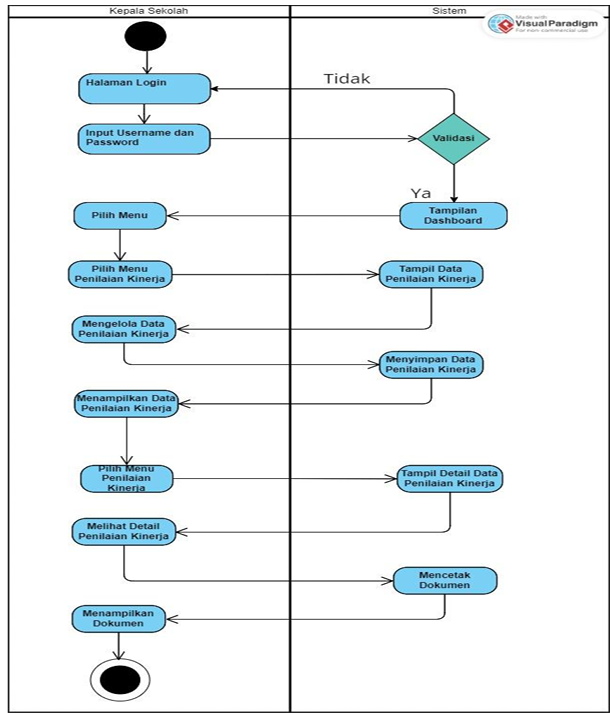 Kepala Sekolah
Sistem
Made with
Visual Paradigm
For non-commercial use
Halaman Login
Tidak
Input Username dan
Password
Validasi
Ya
Pilih Menu
Tampilan
Dashboard
Pilih Menu
Penilaian Kinerja
Tampil Data
Penilaian Kinerja
Mengelola Data
Penilaian Kinerja
Menyimpan Data
Penilaian Kinerja
Menampilkan Data
Penilaian Kinerja
Pilih Menu
Penilaian
Kinerja
Tampil Detail Data
Penilaian Kinerja
Melihat Detail
Penilaian Kinerja
Mencetak
Dokumen
Menampilkan
Dokumen